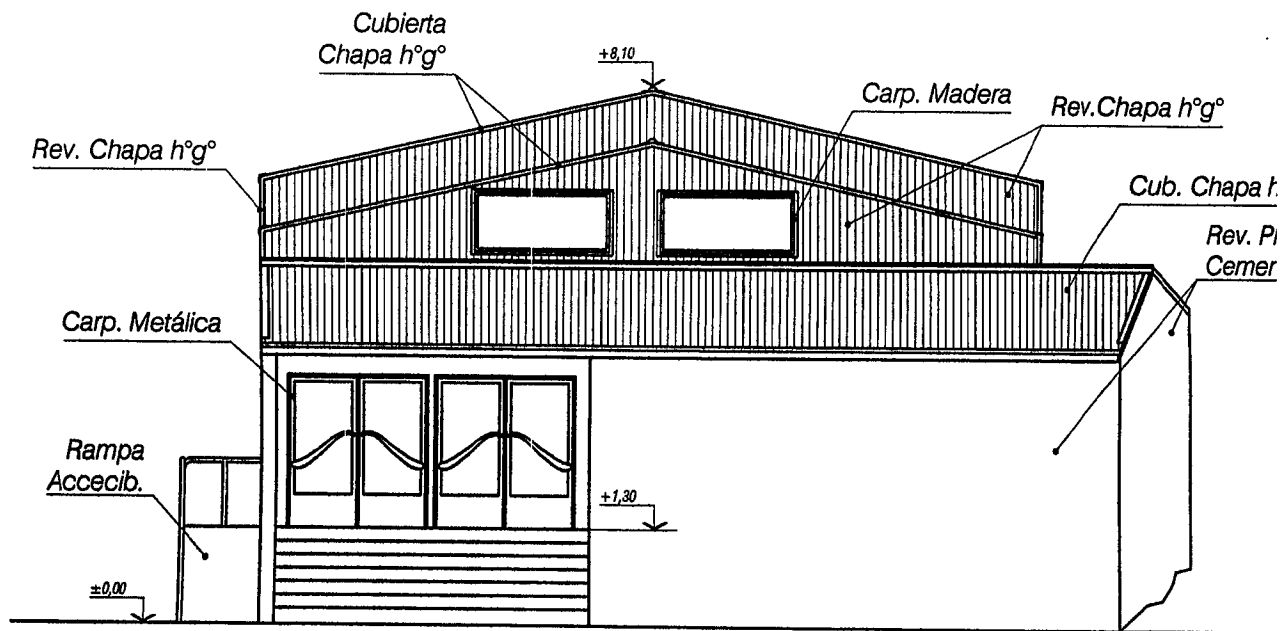 Cubierta
Chapa h°g°
+8,10
Carp. Madera
Rev.Chapa h°g°
Rev. Chapa h°g°
Cub. Chapa h
Rev. Pl
Cemer
Carp. Metálica
Rampa
Accecib.
+1,30
±0,00